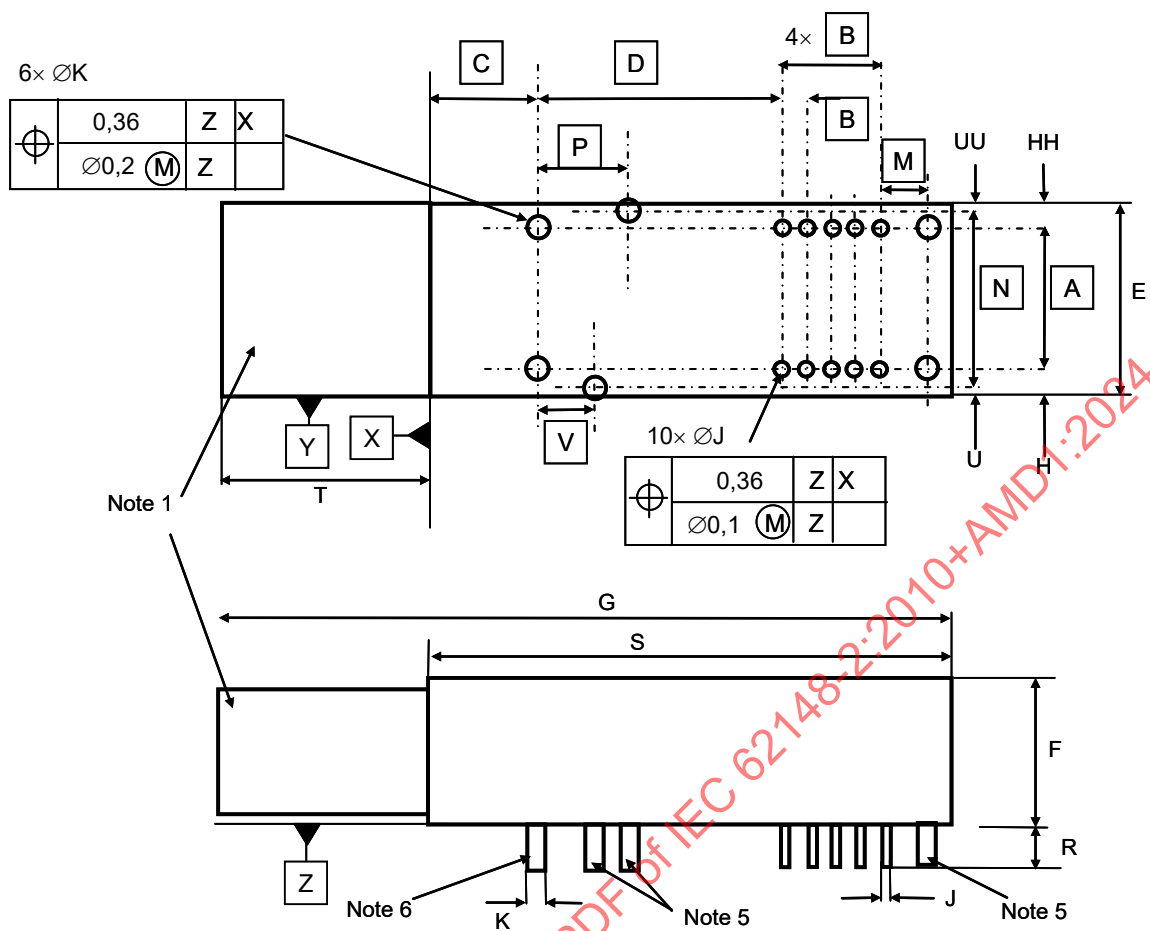 C
D
4× B
6× ∅K
0,36 Z X
∅0,2 Ⓜ Z
P
B
M
UU
HH
N
A
E
Y
X
V
10× ∅J
U
H
T
Note 1
0,36 Z X
∅0,1 Ⓜ Z
G
S
F
R
Z
Note 6
K
Note 5
J
Note 5
PDF of IEC 62148-2:2010+AMD1:2024